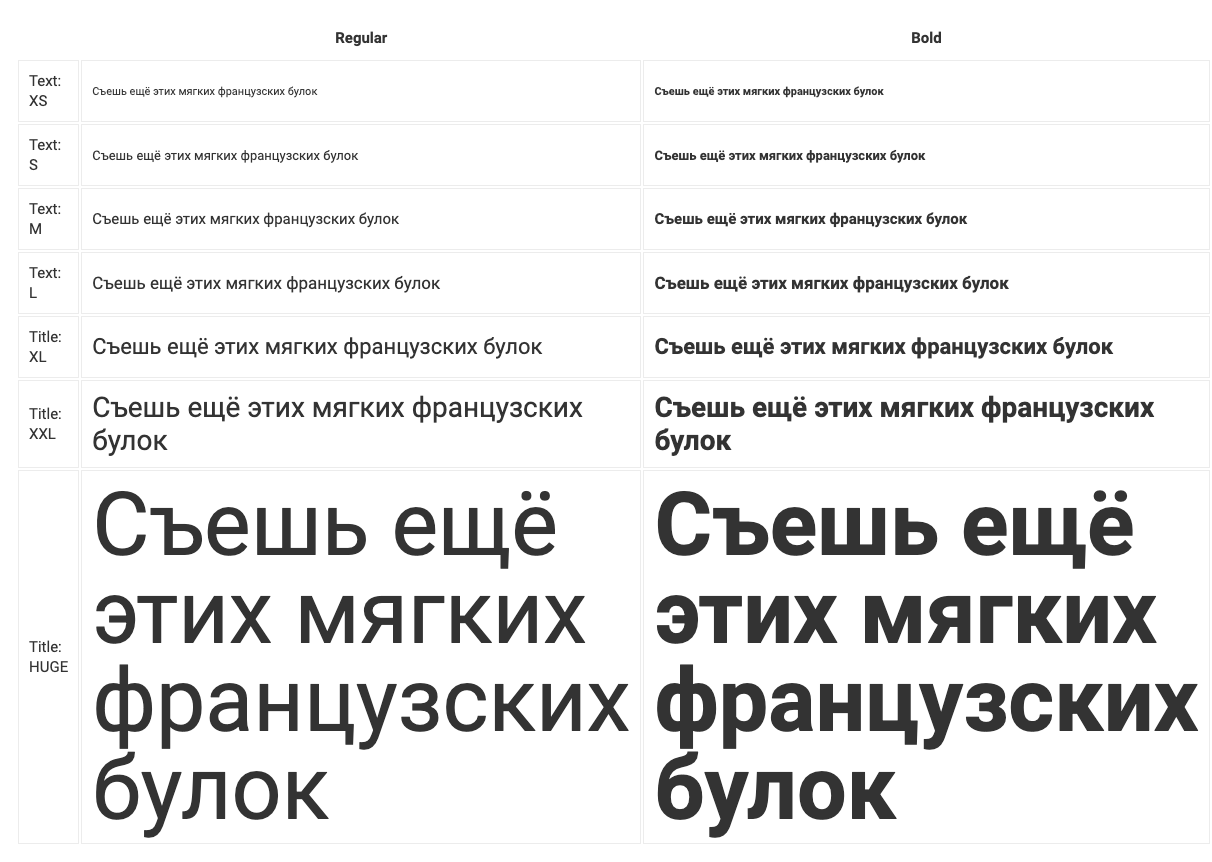 Regular Bold
Text:
XS
Съешь ещё этих мягких французских булок
Съешь ещё этих мягких французских булок
Text:
S
Съешь ещё этих мягких французских булок
Съешь ещё этих мягких французских булок
Text:
M
Съешь ещё этих мягких французских булок
Съешь ещё этих мягких французских булок
Text:
L
Съешь ещё этих мягких французских булок
Съешь ещё этих мягких французских булок
Title:
XL
Съешь ещё этих мягких французских булок
Съешь ещё этих мягких французских булок
Title:
XXL
Съешь ещё этих мягких французских
булок
Съешь ещё этих мягких французских
булок
Title:
HUGE
Съешь ещё
этих мягких
французских
булок
Съешь ещё
этих мягких
французских
булок